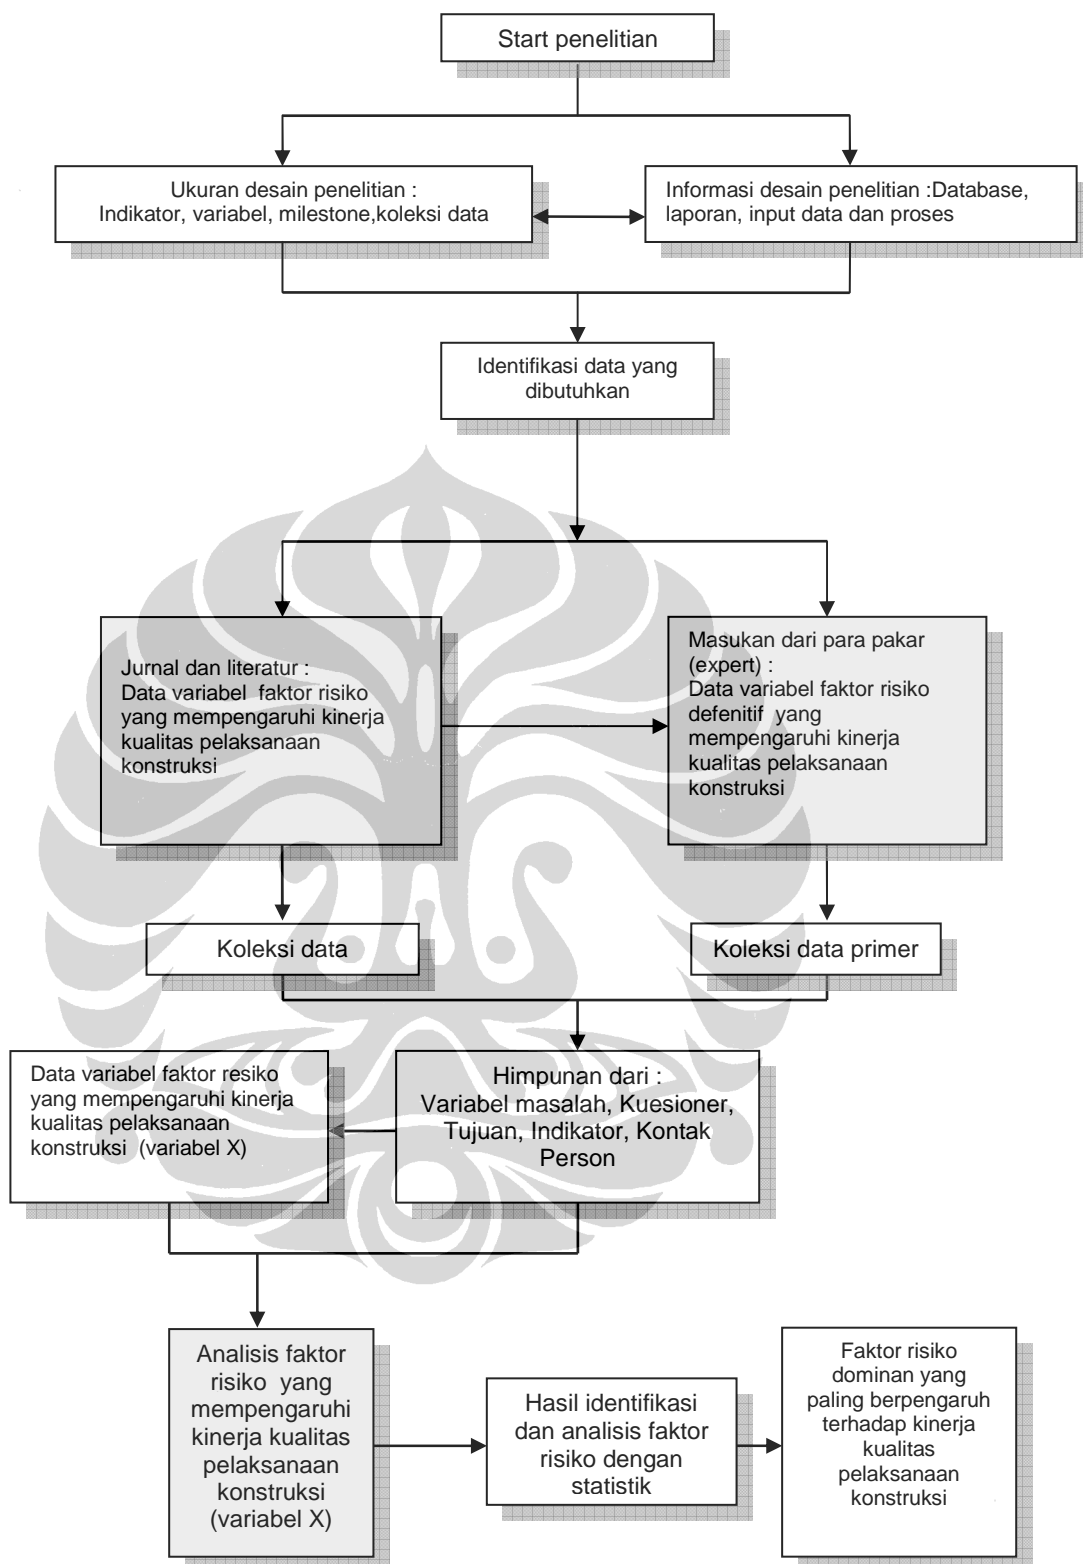 Start penelitian
Ukuran desain penelitian :
Indikator, variabel, milestone,koleksi data
Informasi desain penelitian :Database,
laporan, input data dan proses
Identifikasi data yang
dibutuhkan
Jurnal dan literatur :
Data variabel faktor risiko
yang mempengaruhi kinerja
kualitas pelaksanaan
konstruksi
Masukan dari para pakar
(expert) :
Data variabel faktor risiko
defenitif yang
mempengaruhi kinerja
kualitas pelaksanaan
konstruksi
Koleksi data
Koleksi data primer
Data variabel faktor resiko
yang mempengaruhi kinerja
kualitas pelaksanaan
konstruksi (variabel X)
Himpunan dari :
Variabel masalah, Kuesioner,
Tujuan, Indikator, Kontak
Person
Analisis faktor
risiko yang
mempengaruhi
kinerja kualitas
pelaksanaan
konstruksi
(variabel X)
Hasil identifikasi
dan analisis faktor
risiko dengan
statistik
Faktor risiko
dominan yang
paling berpengaruh
terhadap kinerja
kualitas
pelaksanaan
konstruksi